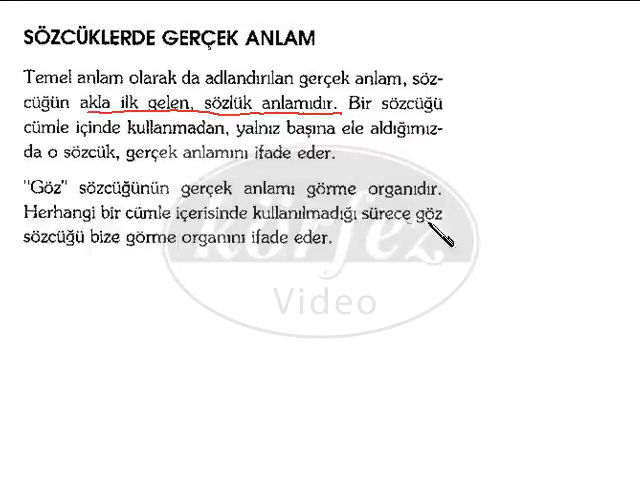 SÖZCÜKLERDE GERÇEK ANLAM
Temel anlam olarak da adlandırılan gerçek anlam, söz-
cüğün akla ilk gelen, sözlük anlamıdır. Bir sözcüğü
cümle içinde kullanmadan, yalnız başına ele aldığımız-
da o sözcük, gerçek anlamını ifade eder.
"Göz" sözcüğünün gerçek anlamı görme organıdır.
Herhangi bir cümle içerisinde kullanılmadığı sürece göz
sözcüğü bize görme organını ifade eder.
körfez
Video